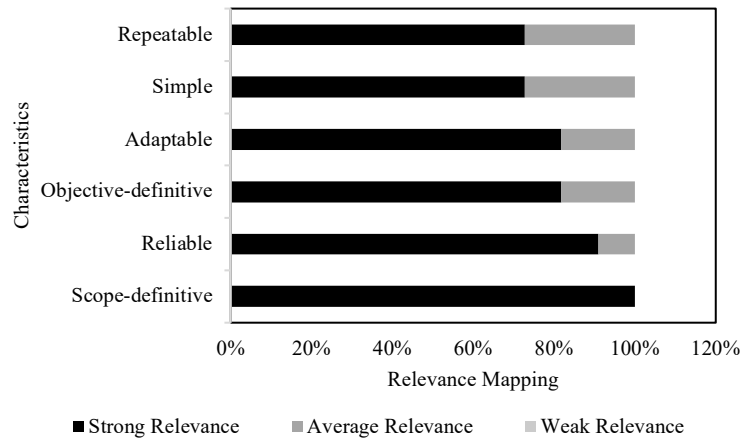 Characteristics
Repeatable
Simple
Adaptable
Objective-definitive
Reliable
Scope-definitive
0% 20% 40% 60% 80% 100% 120%
Relevance Mapping
Strong Relevance Average Relevance Weak Relevance